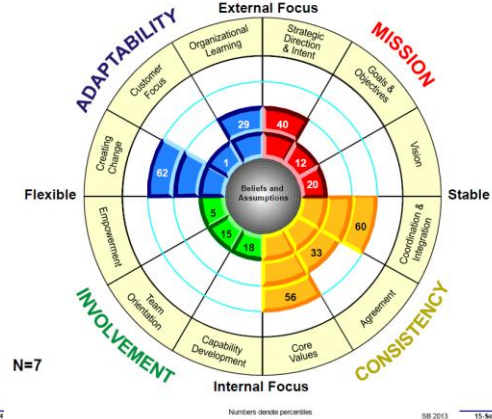 External Focus
ADAPTABILITY
MISSION
Organizational
Learning
Strategic
Direction
& Intent
Customer
Focus
Goals &
Objectives
Creating
Change
Vision
29
40
62
1
12
20
Flexible
Beliefs and
Assumptions
Stable
5
15
18
60
33
56
Empowerment
Coordination &
Integration
Team
Orientation
Agreement
Capability
Development
Core
Values
INVOLVEMENT
CONSISTENCY
N=7
Internal Focus
Numbers denote percentiles
SB 2013